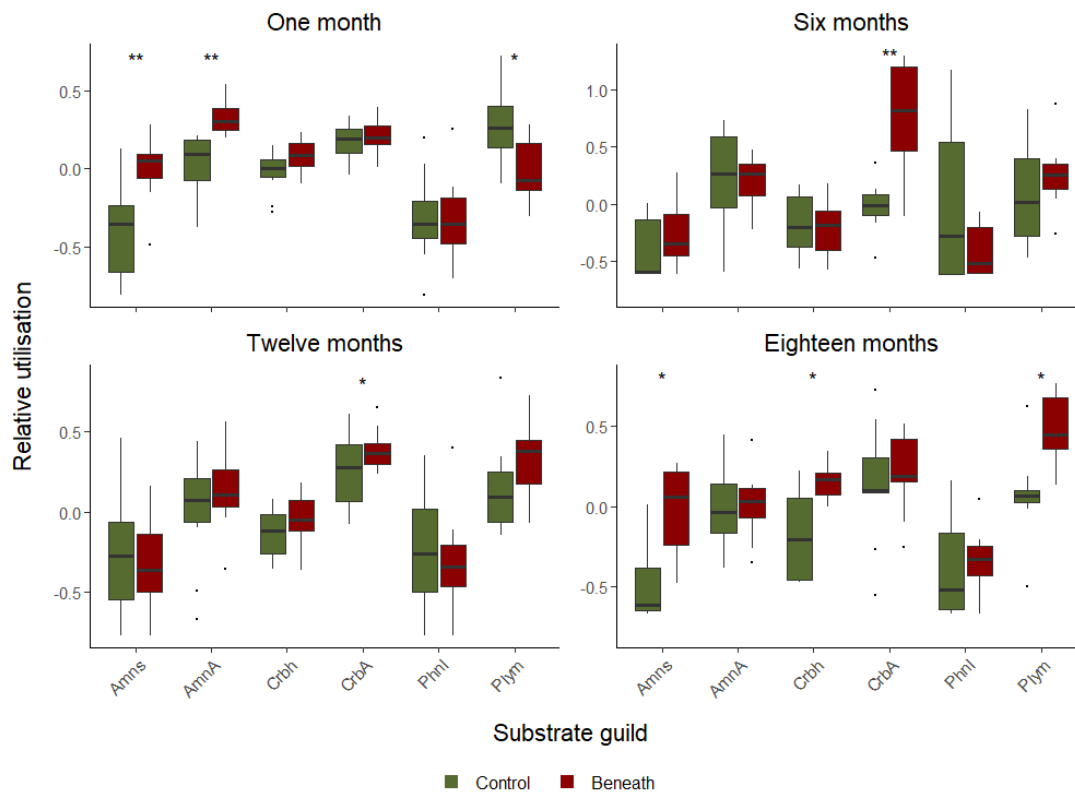 One month
Six months
** ** *
**
0.5
0.0
-0.5
1.0
0.5
0.0
-0.5
Relative utilisation
Twelve months
Eighteen months
*
* * *
0.5
0.0
-0.5
0.5
0.0
-0.5
Amns AmnA Crbh CrbA Phnl Plym
Amns AmnA Crbh CrbA Phnl Plym
Substrate guild
Control Beneath